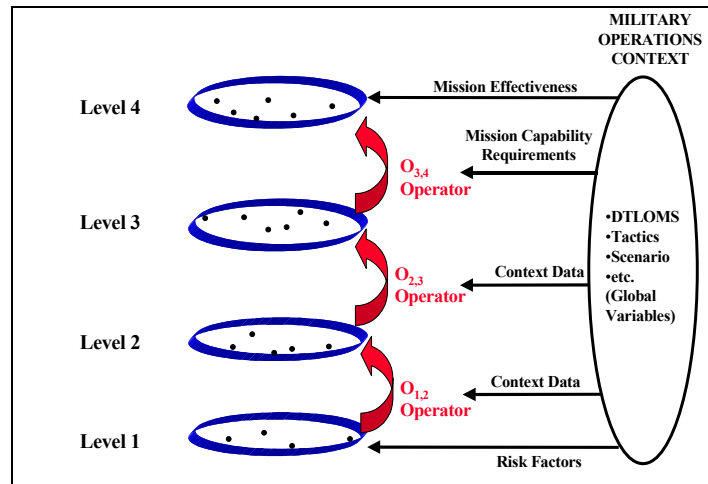 MILITARY
OPERATIONS
CONTEXT
Level 4
Mission Effectiveness
Mission Capability
Requirements
O3,4
Operator
Level 3
•DTLOMS
•Tactics
•Scenario
•etc.
(Global
Variables)
O2,3
Operator
Context Data
Level 2
O1,2
Operator
Context Data
Level 1
Risk Factors